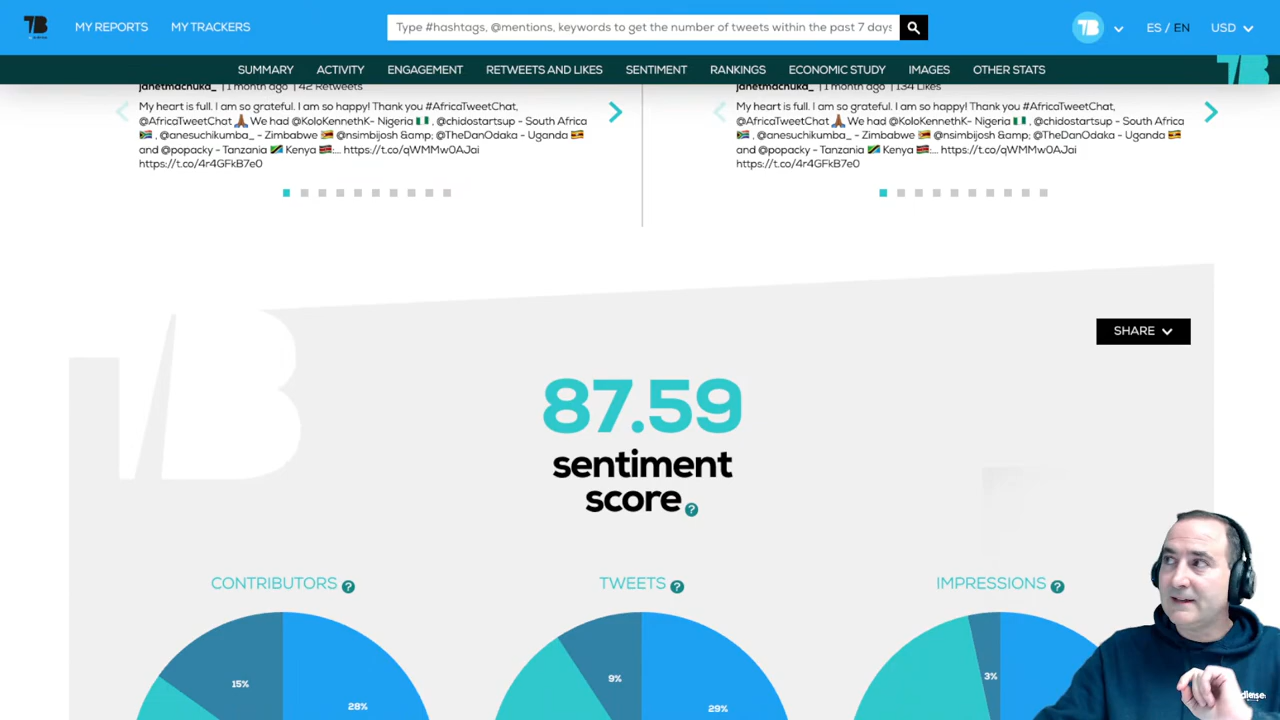 MY REPORTS
MY TRACKERS
Type #hashtags, @mentions, keywords to get the number of tweets within the past 7 days
ES / EN
USD
SUMMARY
ACTIVITY
ENGAGEMENT
RETWEETS AND LIKES
SENTIMENT
RANKINGS
ECONOMIC STUDY
IMAGES
OTHER STATS
janetmachuka_ | 1 month ago | 42 Retweets
My heart is full. I am so grateful. I am so happy! Thank you #AfricaTweetChat,
@AfricaTweetChat 🙏🏾 We had @KoloKennethK- Nigeria 🇳🇬 , @chidostartsup - South Africa
🇿🇦 , @anesuchikumba_ - Zimbabwe 🇿🇼 @nsimbijosh &amp; @TheDanOdaka - Uganda 🇺🇬
and @popacky - Tanzania 🇹🇿 Kenya 🇰🇪:... https://t.co/qWMMw0AJai
https://t.co/4r4GFkB7e0
janetmachuka_ | 1 month ago | 134 Likes
My heart is full. I am so grateful. I am so happy! Thank you #AfricaTweetChat,
@AfricaTweetChat 🙏🏾 We had @KoloKennethK- Nigeria 🇳🇬 , @chidostartsup - South Africa
🇿🇦 , @anesuchikumba_ - Zimbabwe 🇿🇼 @nsimbijosh &amp; @TheDanOdaka - Uganda 🇺🇬
and @popacky - Tanzania 🇹🇿 Kenya 🇰🇪:... https://t.co/qWMMw0AJai
https://t.co/4r4GFkB7e0
SHARE
87.59
sentiment
score ?
CONTRIBUTORS ?
TWEETS ?
IMPRESSIONS ?
15%
28%
9%
29%
3%